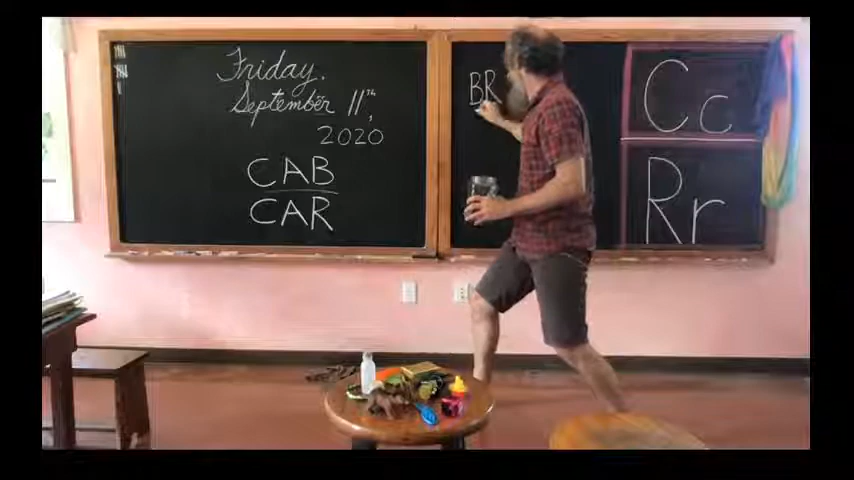 Friday.
September 11TH,
2020
CAB
CAR
BR
Cc
Rr